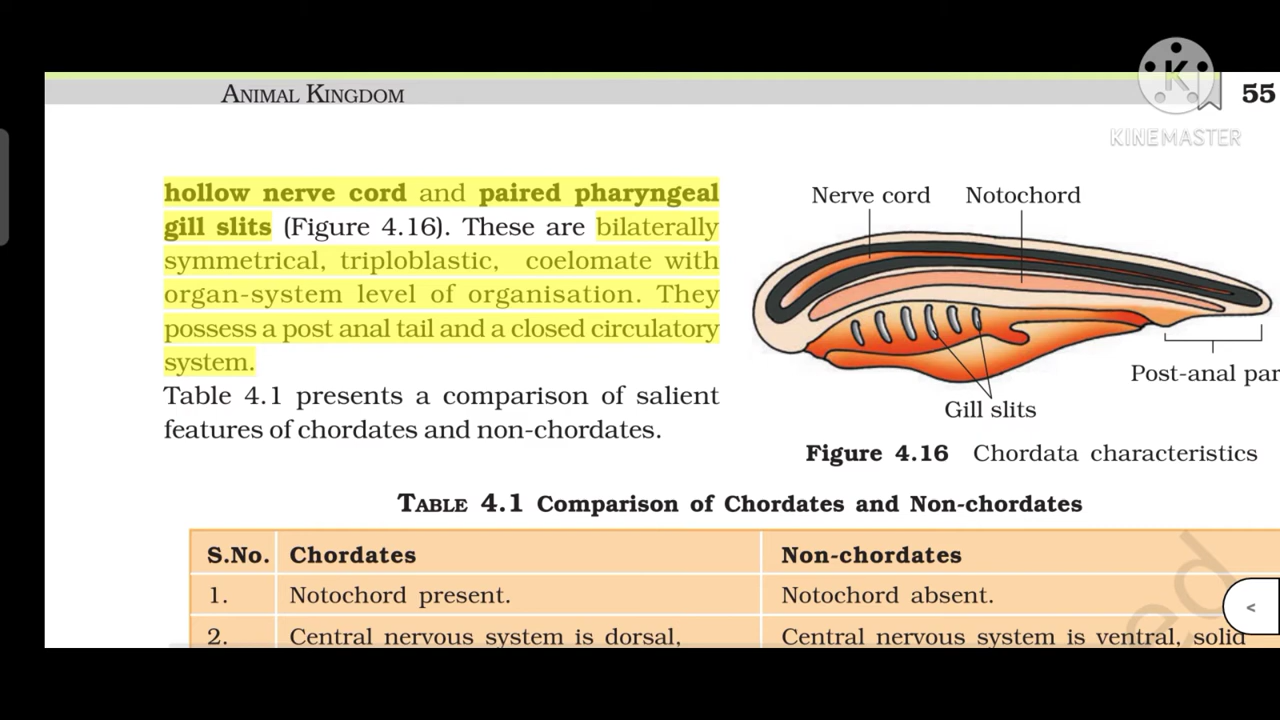 ANIMAL KINGDOM
55
K
KINEMASTER
hollow nerve cord and paired pharyngeal
gill slits (Figure 4.16). These are bilaterally
symmetrical, triploblastic, coelomate with
organ-system level of organisation. They
possess a post anal tail and a closed circulatory
system.
Table 4.1 presents a comparison of salient
features of chordates and non-chordates.
Nerve cord Notochord
Post-anal par
Gill slits
Figure 4.16 Chordata characteristics
TABLE 4.1 Comparison of Chordates and Non-chordates
S.No. Chordates Non-chordates
1. Notochord present. Notochord absent.
2. Central nervous system is dorsal, Central nervous system is ventral, solid
ed
<